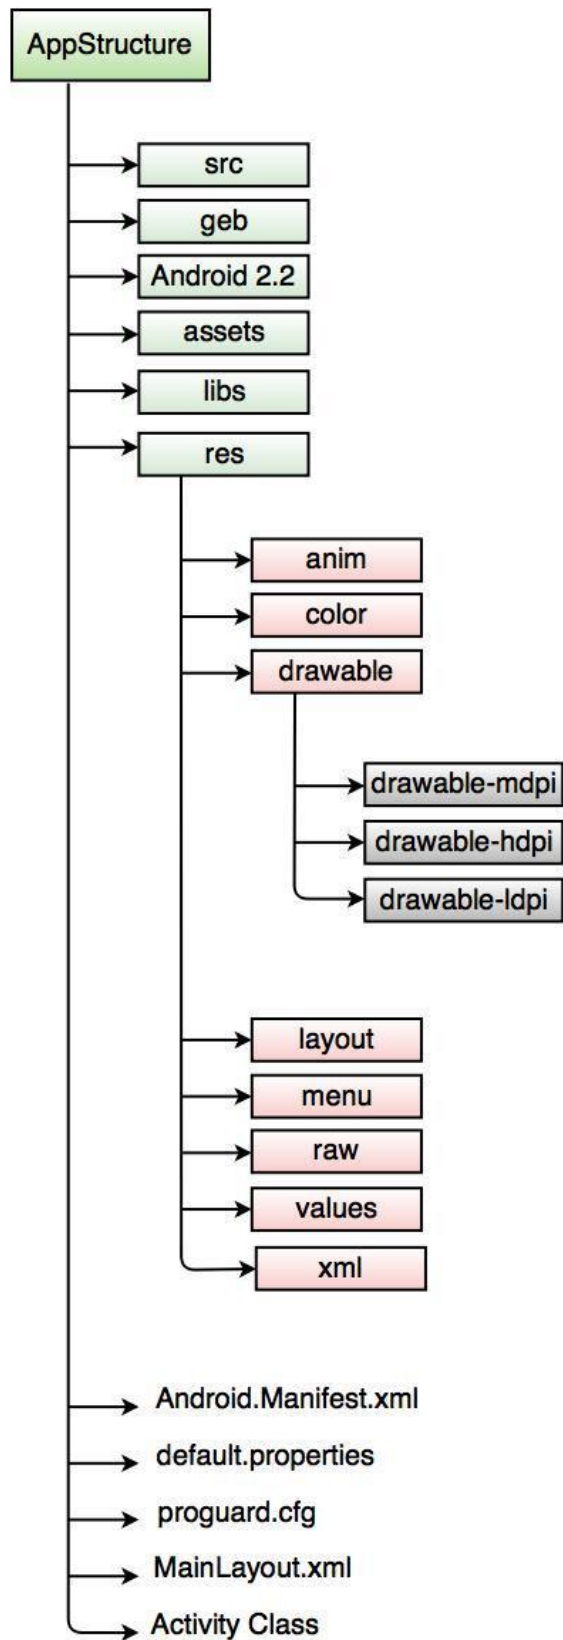 AppStructure
src
geb
Android 2.2
assets
libs
res
anim
color
drawable
drawable-mdpi
drawable-hdpi
drawable-ldpi
layout
menu
raw
values
xml
Android.Manifest.xml
default.properties
proguard.cfg
MainLayout.xml
Activity Class